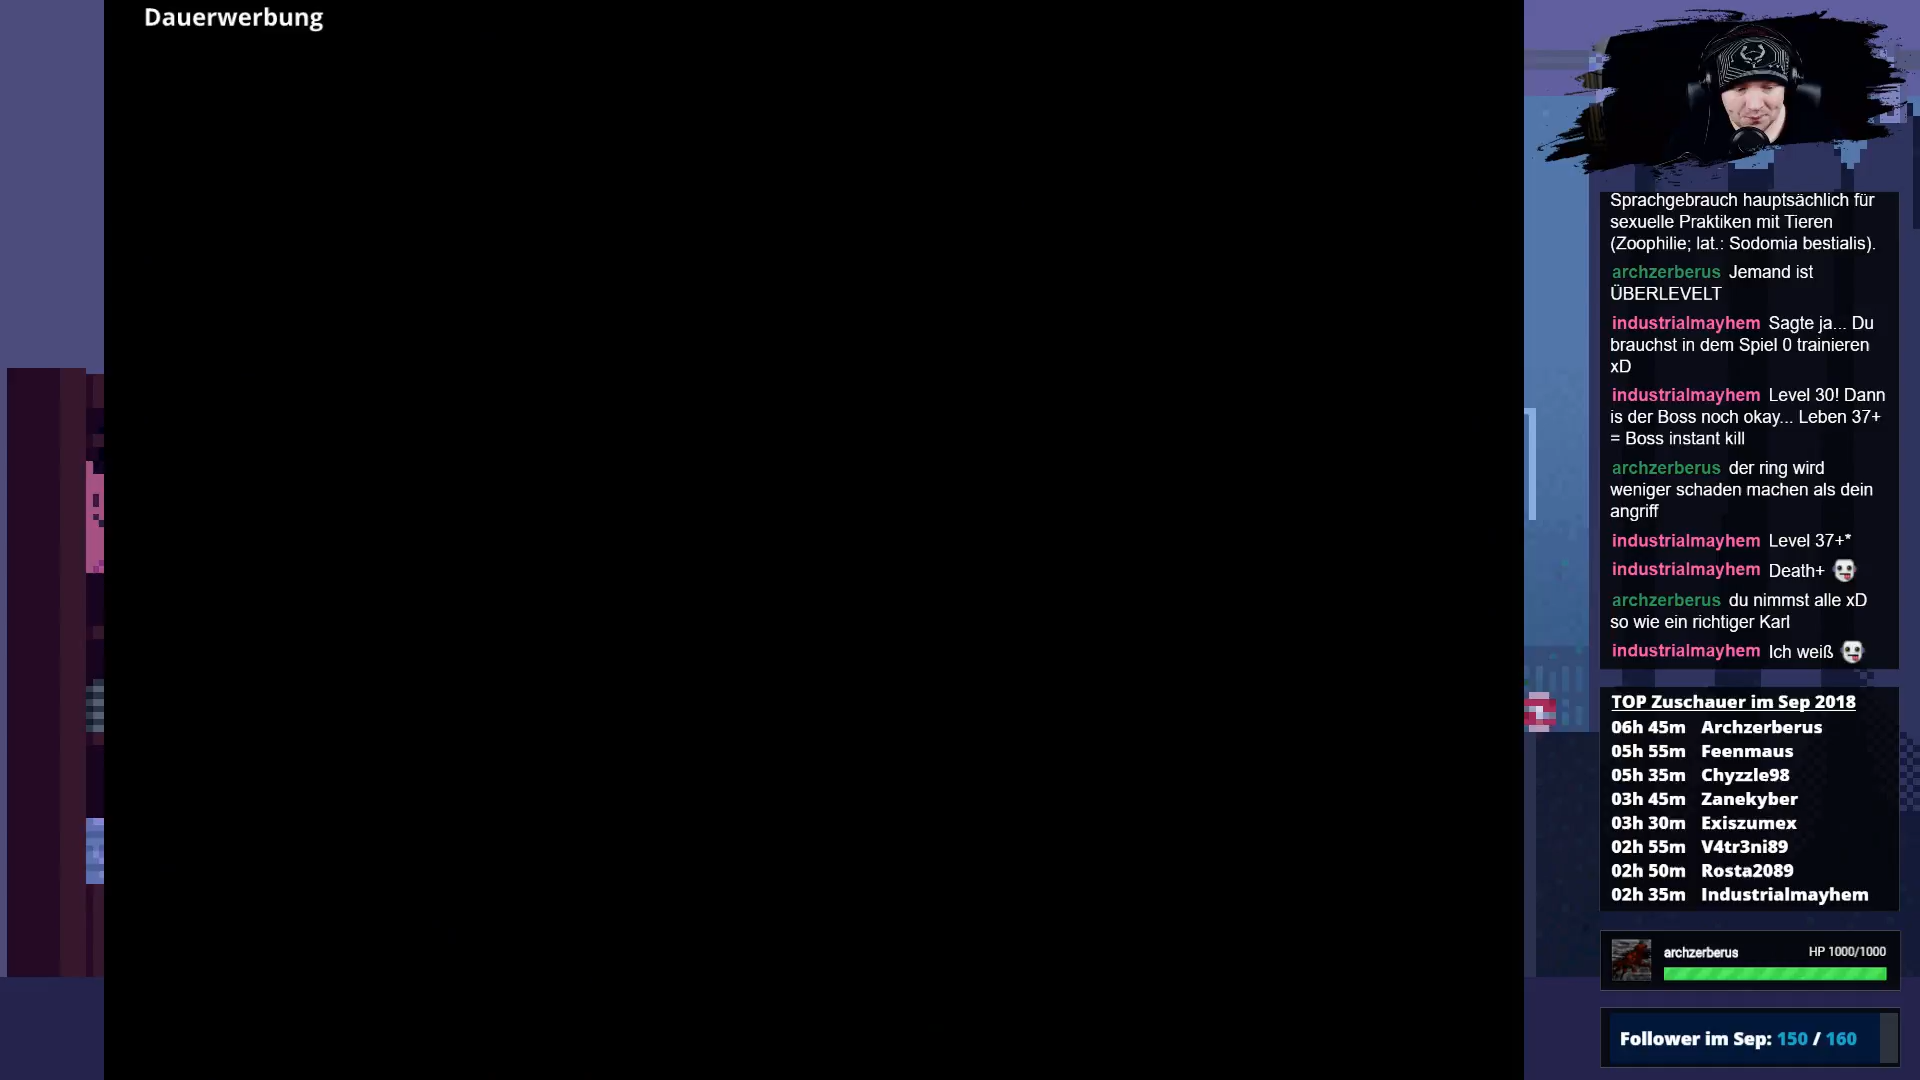 Dauerwerbung
Sprachgebrauch hauptsächlich für
sexuelle Praktiken mit Tieren
(Zoophilie; lat.: Sodomia bestialis).
archzerberus Jemand ist
ÜBERLEVELT
industrialmayhem Sagte ja... Du
brauchst in dem Spiel 0 trainieren
xD
industrialmayhem Level 30! Dann
is der Boss noch okay... Leben 37+
= Boss instant kill
archzerberus der ring wird
weniger schaden machen als dein
angriff
industrialmayhem Level 37+*
industrialmayhem Death+
archzerberus du nimmst alle xD
so wie ein richtiger Karl
industrialmayhem Ich weiß
TOP Zuschauer im Sep 2018
06h 45m Archzerberus
05h 55m Feenmaus
05h 35m Chyzzle98
03h 45m Zanekyber
03h 30m Exiszumex
02h 55m V4tr3ni89
02h 50m Rosta2089
02h 35m Industrialmayhem
archzerberus HP 1000/1000
Follower im Sep: 150 / 160